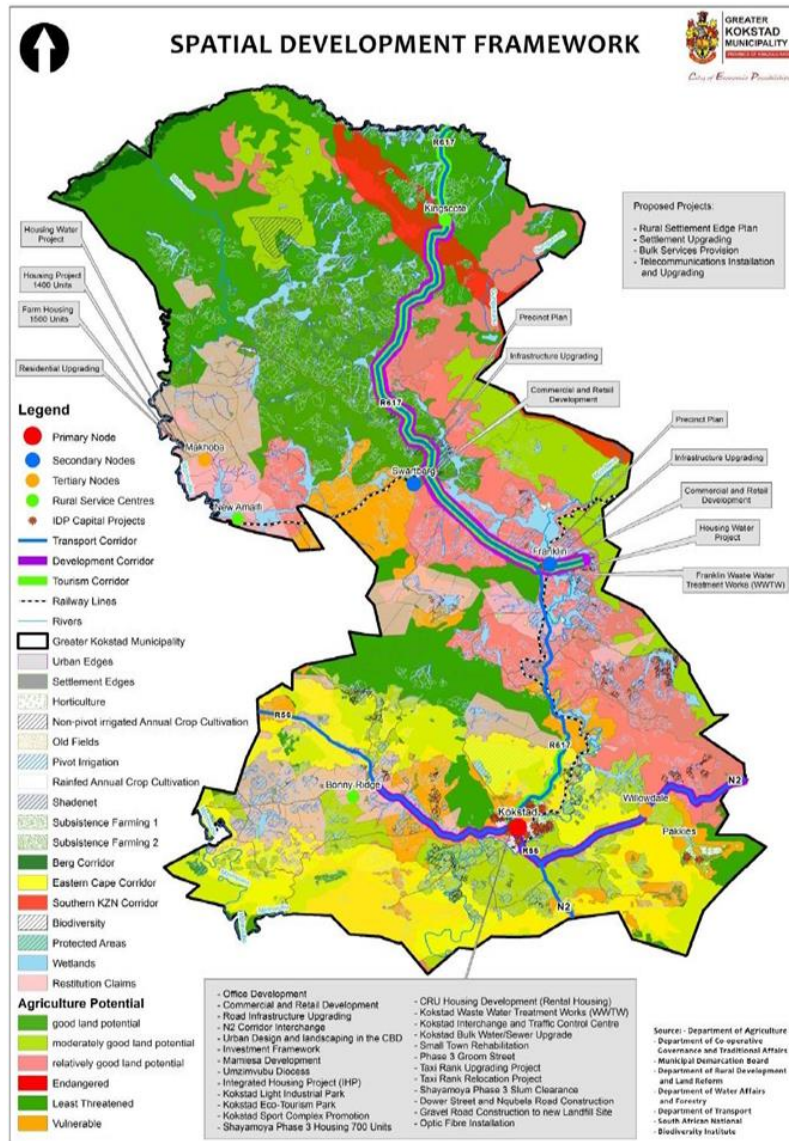 SPATIAL DEVELOPMENT FRAMEWORK
GREATER
KOKSTAD
MUNICIPALITY
City of Economic Possibilities
Proposed Projects:
- Rural Settlement Edge Plan
- Settlement Upgrading
- Bulk Services Provision
- Telecommunications Installation
and Upgrading
R617
Kingscote
Housing Water
Project
Housing Project
1400 Units
Farm Housing
1500 Units
Residential Upgrading
Precinct Plan
Infrastructure Upgrading
Commercial and Retail
Development
R617
Makhoba
Swartberg
New Amalfi
Precinct Plan
Infrastructure Upgrading
Commercial and Retail
Development
Housing Water
Project
Franklin Waste Water
Treatment Works (WWTW)
Franklin
R56
R617
Bonny Ridge
Kokstad
Willowdale
N2
Pakkies
R56
N2
Legend
Primary Node
Secondary Nodes
Tertiary Nodes
Rural Service Centres
IDP Capital Projects
Transport Corridor
Development Corridor
Tourism Corridor
Railway Lines
Rivers
Greater Kokstad Municipality
Urban Edges
Settlement Edges
Horticulture
Non-pivot irrigated Annual Crop Cultivation
Old Fields
Pivot Irrigation
Rainfed Annual Crop Cultivation
Shadenet
Subsistence Farming 1
Subsistence Farming 2
Berg Corridor
Eastern Cape Corridor
Southern KZN Corridor
Biodiversity
Protected Areas
Wetlands
Restitution Claims
Agriculture Potential
good land potential
moderately good land potential
relatively good land potential
Endangered
Least Threatened
Vulnerable
- Office Development
- Commercial and Retail Development
- Road Infrastructure Upgrading
- N2 Corridor Interchange
- Urban Design and landscaping in the CBD
- Investment Framework
- Mamiesa Development
- Umzimvubu Diocess
- Integrated Housing Project (IHP)
- Kokstad Light Industrial Park
- Kokstad Eco-Tourism Park
- Kokstad Sport Complex Promotion
- Shayamoya Phase 3 Housing 700 Units
- CRU Housing Development (Rental Housing)
- Kokstad Waste Water Treatment Works (WWTW)
- Kokstad Interchange and Traffic Control Centre
- Kokstad Bulk Water/Sewer Upgrade
- Small Town Rehabilitation
- Phase 3 Groom Street
- Taxi Rank Upgrading Project
- Taxi Rank Relocation Project
- Shayamoya Phase 3 Slum Clearance
- Dower Street and Nqubela Road Construction
- Gravel Road Construction to new Landfill Site
- Optic Fibre Installation
Source: - Department of Agriculture
- Department of Co-operative
Governance and Traditional Affairs
- Municipal Demarcation Board
- Department of Rural Development
and Land Reform
- Department of Water Affairs
and Forestry
- Department of Transport
- South African National
- Biodiversity Institute